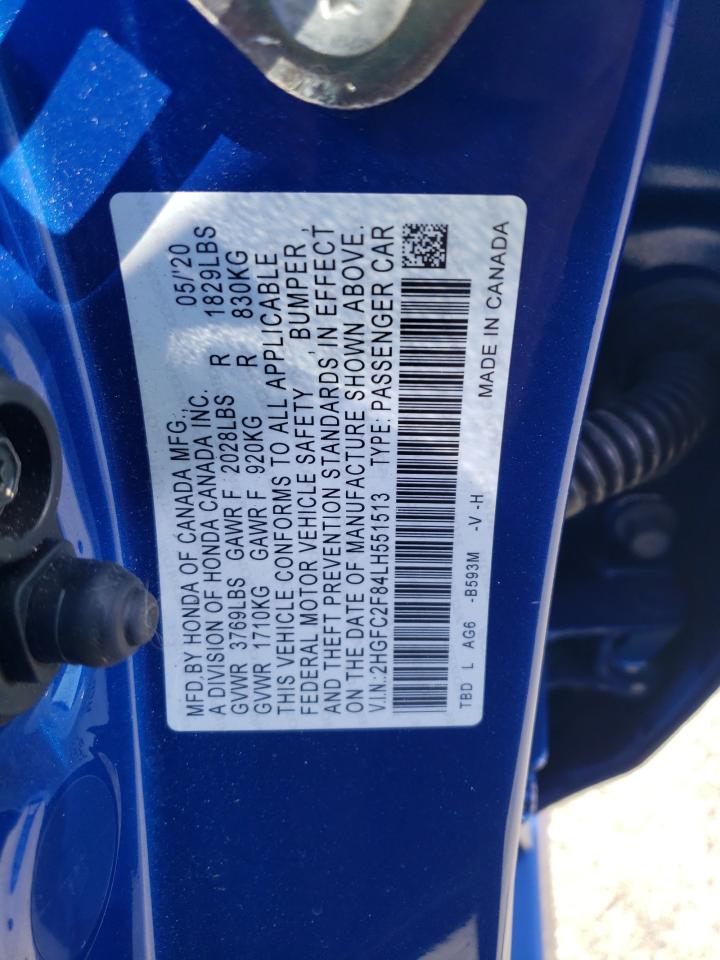 MFD.BY HONDA OF CANADA MFG., 05/'20
A DIVISION OF HONDA CANADA INC.
GVWR 3769LBS GAWR F 2028LBS R 1829LBS
GVWR 1710KG GAWR F 920KG R 830KG
THIS VEHICLE CONFORMS TO ALL APPLICABLE
FEDERAL MOTOR VEHICLE SAFETY , BUMPER ,
AND THEFT PREVENTION STANDARDS, IN EFFECT
ON THE DATE OF MANUFACTURE SHOWN ABOVE.
V.IN.:2HGFC2F84LH551513 TYPE: PASSENGER CAR
TBD L AG6 -B593M -V -H MADE IN CANADA